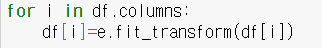 for i in df.columns:
    df[i]=e.fit_transform(df[i])